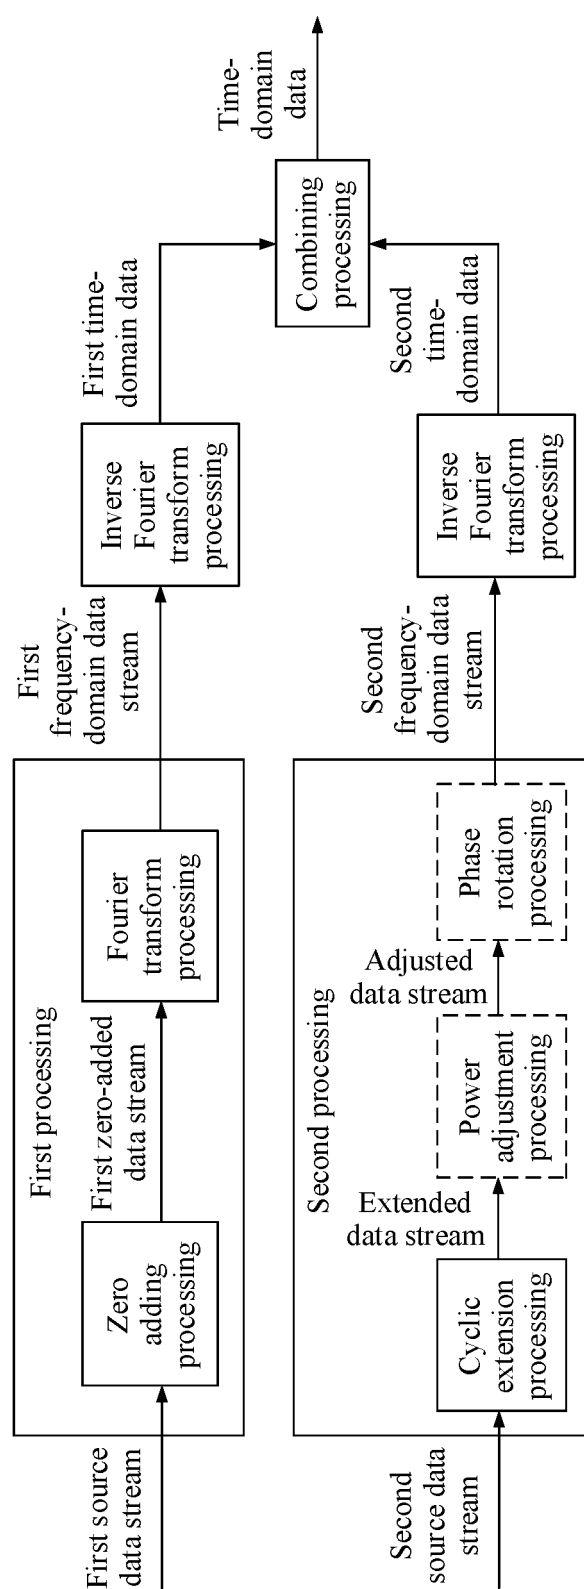 First source
data stream
First processing
Zero
adding
processing
First zero-added
data stream
Fourier
transform
processing
First
frequency-
domain data
stream
Inverse
Fourier
transform
processing
First time-
domain data
Second
source data
stream
Second processing
Cyclic
extension
processing
Extended
data stream
Power
adjustment
processing
Adjusted
data stream
Phase
rotation
processing
Second
frequency-
domain data
stream
Inverse
Fourier
transform
processing
Second
time-
domain data
Combining
processing
Time-
domain
data